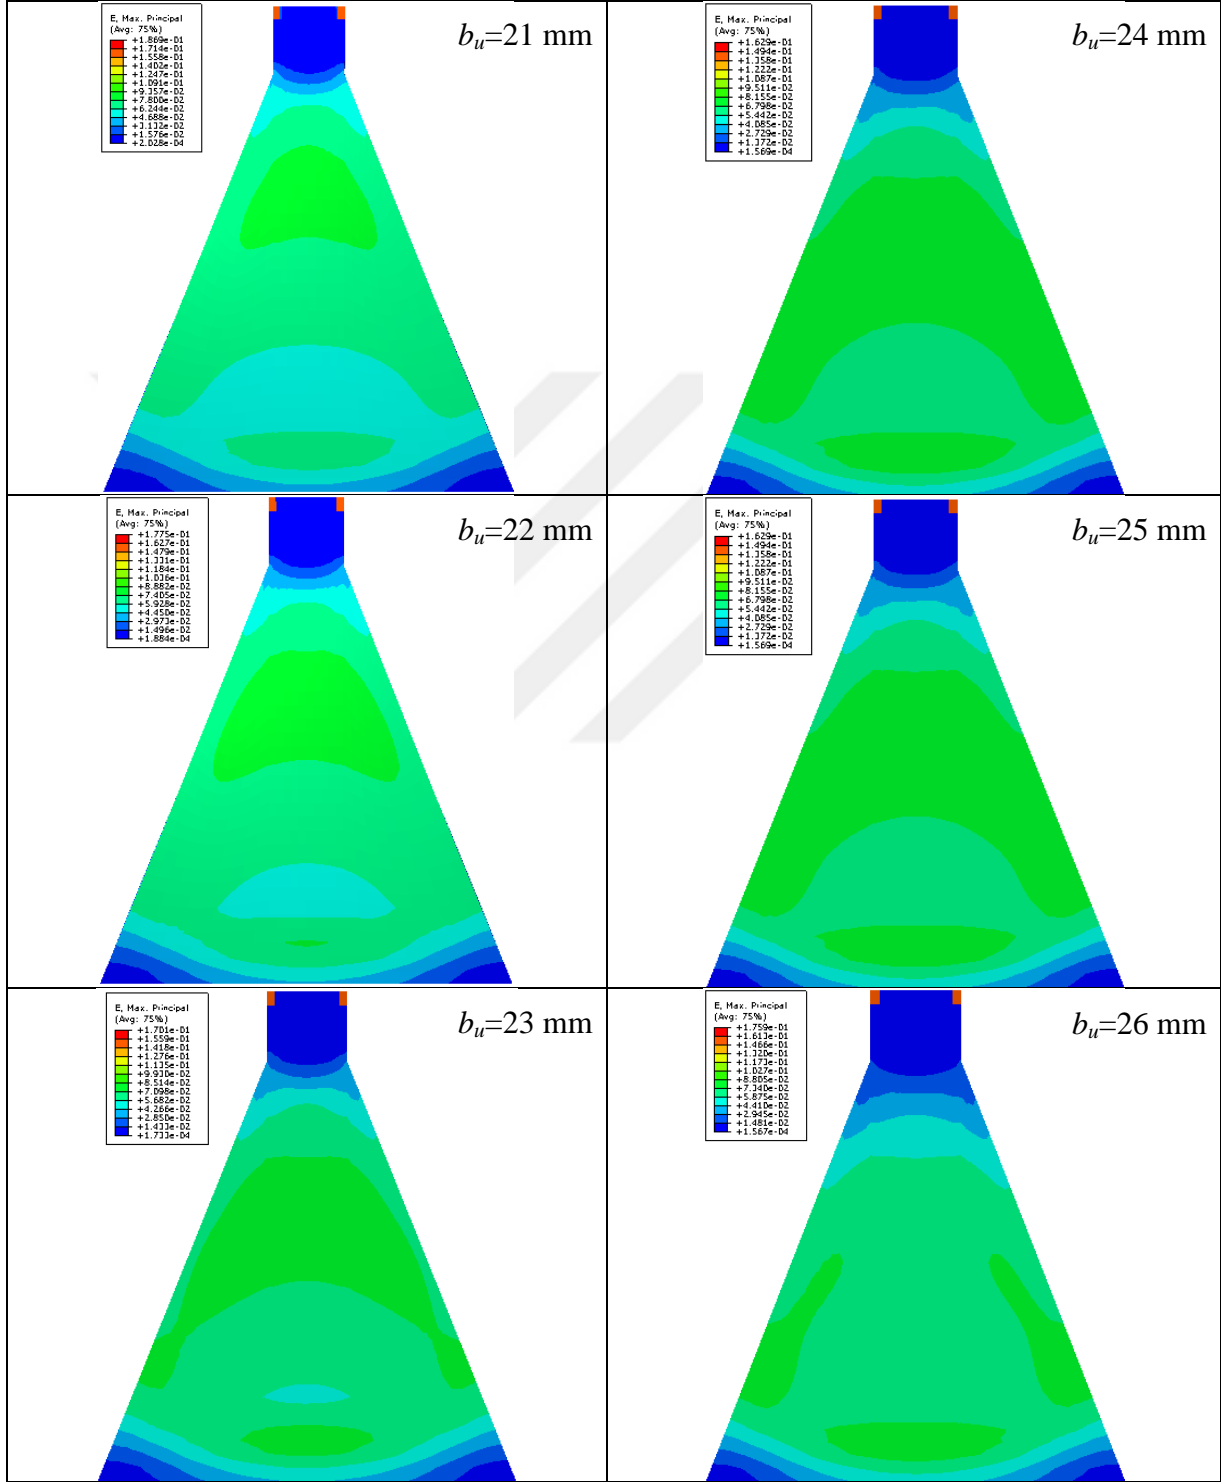 E, Max. Principal
(Avg: 75%)
+1.869e-01
+1.714e-01
+1.558e-01
+1.402e-01
+1.247e-01
+1.091e-01
+9.357e-02
+7.800e-02
+6.244e-02
+4.688e-02
+3.132e-02
+1.576e-02
+2.028e-04
b_u=21 mm
E, Max. Principal
(Avg: 75%)
+1.629e-01
+1.494e-01
+1.358e-01
+1.222e-01
+1.087e-01
+9.511e-02
+8.155e-02
+6.798e-02
+5.442e-02
+4.085e-02
+2.729e-02
+1.372e-02
+1.569e-04
b_u=24 mm
E, Max. Principal
(Avg: 75%)
+1.775e-01
+1.627e-01
+1.479e-01
+1.331e-01
+1.184e-01
+1.036e-01
+8.882e-02
+7.405e-02
+5.928e-02
+4.450e-02
+2.973e-02
+1.496e-02
+1.884e-04
b_u=22 mm
E, Max. Principal
(Avg: 75%)
+1.629e-01
+1.494e-01
+1.358e-01
+1.222e-01
+1.087e-01
+9.511e-02
+8.155e-02
+6.798e-02
+5.442e-02
+4.085e-02
+2.729e-02
+1.372e-02
+1.569e-04
b_u=25 mm
E, Max. Principal
(Avg: 75%)
+1.701e-01
+1.559e-01
+1.418e-01
+1.276e-01
+1.135e-01
+9.930e-02
+8.514e-02
+7.098e-02
+5.682e-02
+4.266e-02
+2.850e-02
+1.433e-02
+1.733e-04
b_u=23 mm
E, Max. Principal
(Avg: 75%)
+1.759e-01
+1.613e-01
+1.466e-01
+1.320e-01
+1.173e-01
+1.027e-01
+8.805e-02
+7.340e-02
+5.875e-02
+4.410e-02
+2.945e-02
+1.481e-02
+1.567e-04
b_u=26 mm